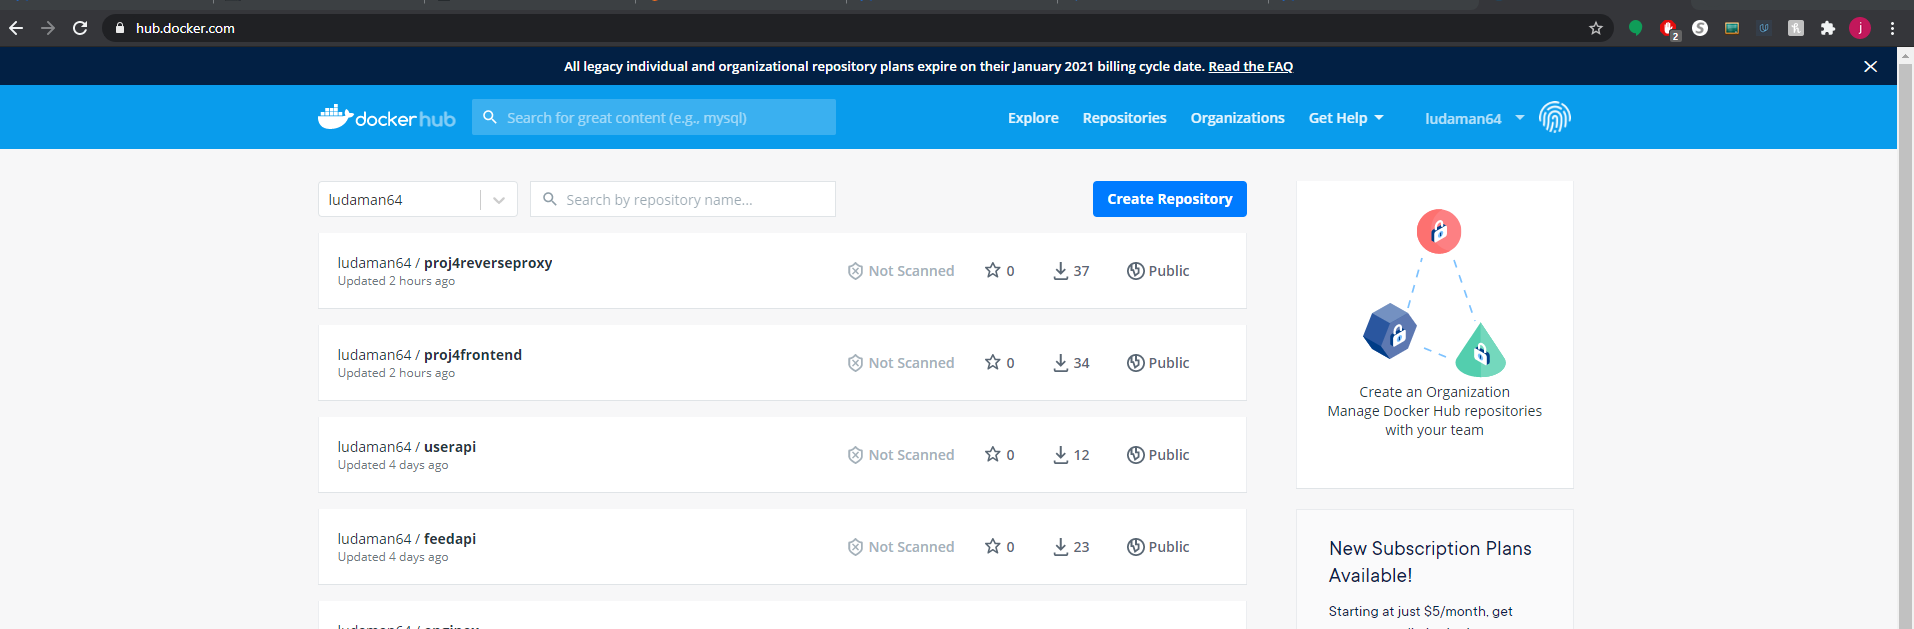 hub.docker.com
2
j
All legacy individual and organizational repository plans expire on their January 2021 billing cycle date. Read the FAQ
docker hub
Search for great content (e.g., mysql)
Explore
Repositories
Organizations
Get Help
ludaman64
ludaman64
Search by repository name...
Create Repository
ludaman64 / proj4reverseproxy
Updated 2 hours ago
Not Scanned
0
37
Public
ludaman64 / proj4frontend
Updated 2 hours ago
Not Scanned
0
34
Public
ludaman64 / userapi
Updated 4 days ago
Not Scanned
0
12
Public
ludaman64 / feedapi
Updated 4 days ago
Not Scanned
0
23
Public
Create an Organization
Manage Docker Hub repositories
with your team
New Subscription Plans
Available!
Starting at just $5/month, get